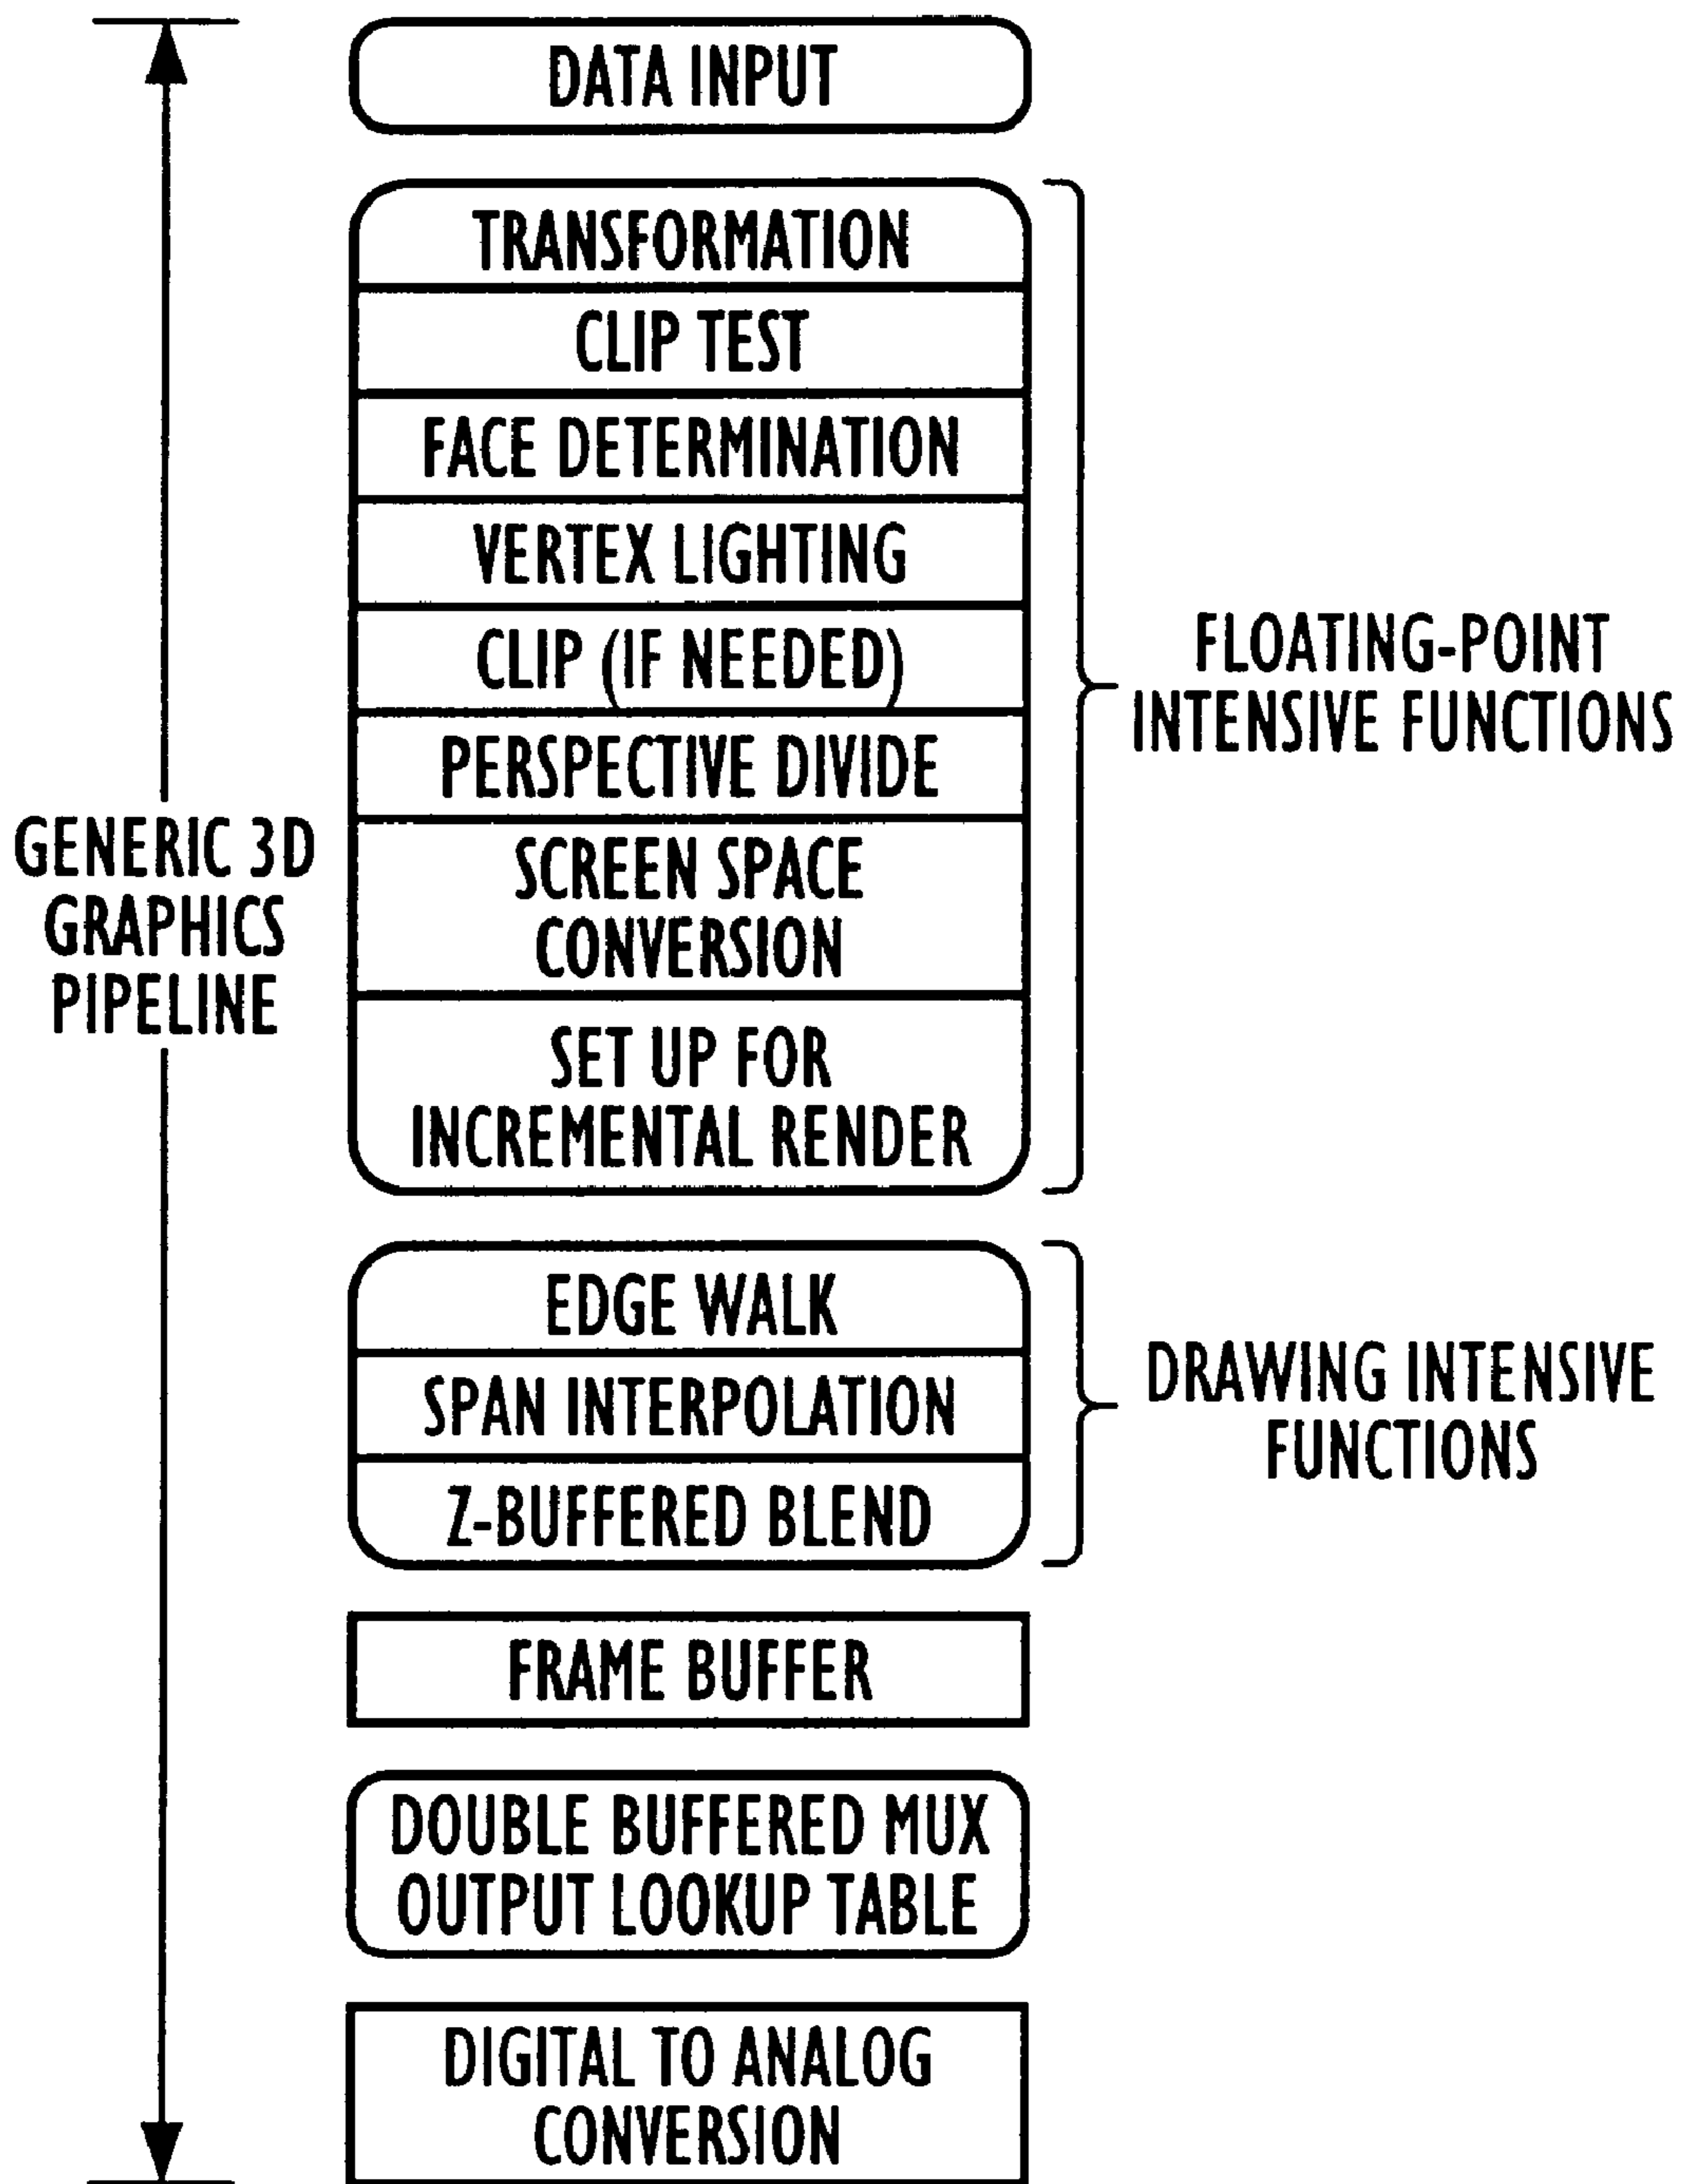 DATA INPUT
TRANSFORMATION
CLIP TEST
FACE DETERMINATION
VERTEX LIGHTING
CLIP (IF NEEDED)
PERSPECTIVE DIVIDE
SCREEN SPACE
CONVERSION
SET UP FOR
INCREMENTAL RENDER
FLOATING-POINT
INTENSIVE FUNCTIONS
GENERIC 3D
GRAPHICS
PIPELINE
EDGE WALK
SPAN INTERPOLATION
Z-BUFFERED BLEND
DRAWING INTENSIVE
FUNCTIONS
FRAME BUFFER
DOUBLE BUFFERED MUX
OUTPUT LOOKUP TABLE
DIGITAL TO ANALOG
CONVERSION